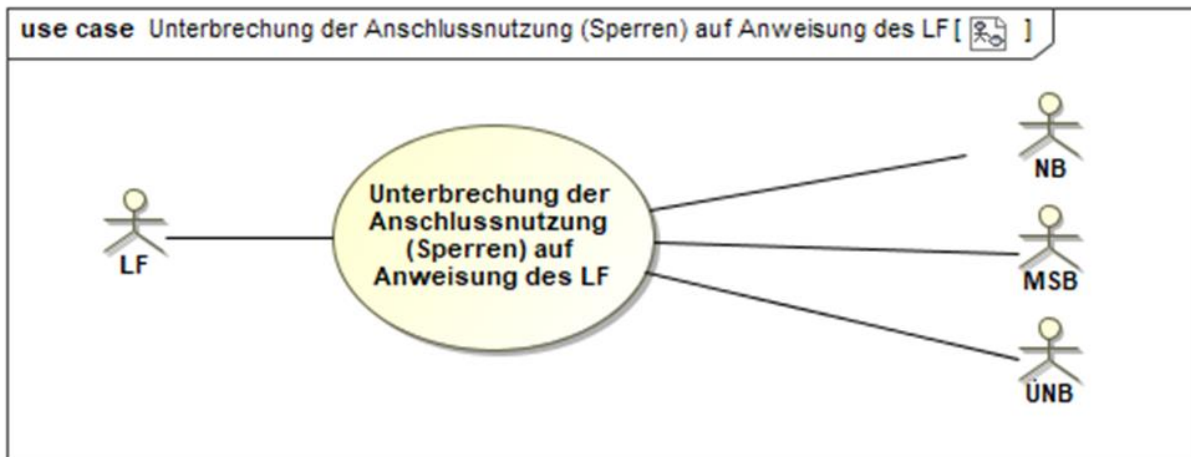 use case Unterbrechung der Anschlussnutzung (Sperren) auf Anweisung des LF [ ]
NB
Unterbrechung der
Anschlussnutzung
(Sperren) auf
Anweisung des LF
LF
MSB
ÜNB